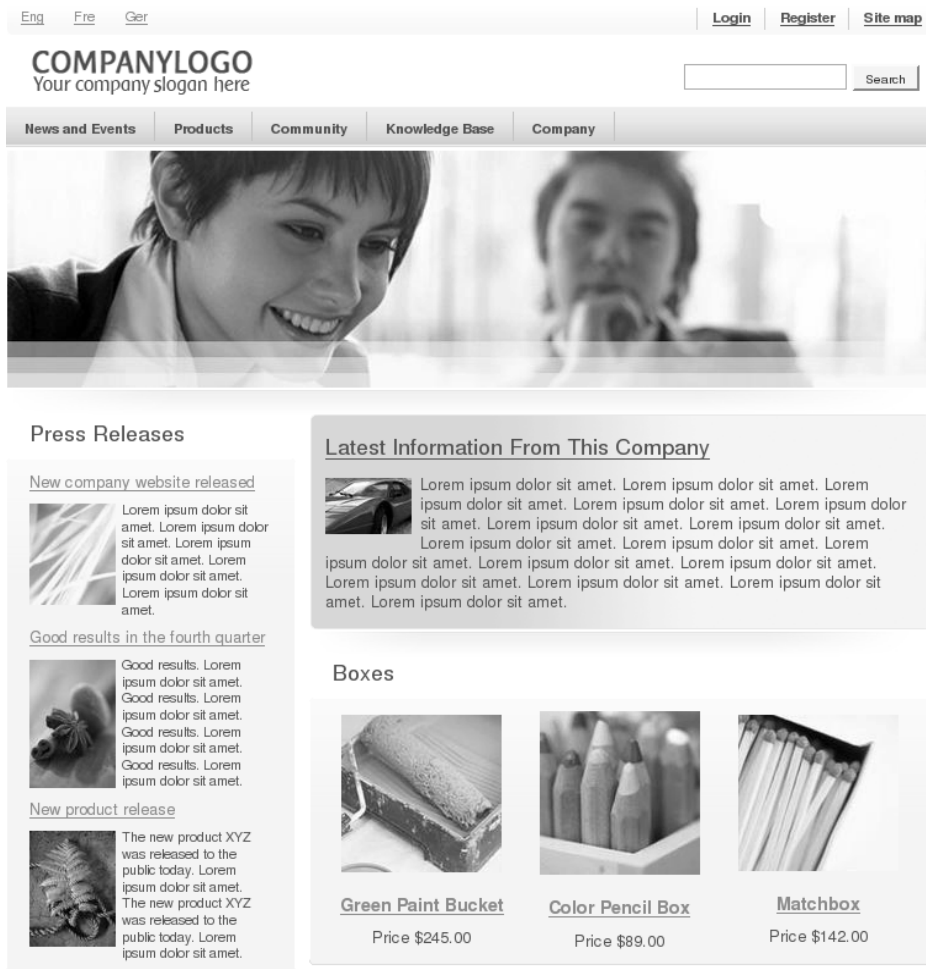 Eng Fre Ger
Login Register Site map
COMPANYLOGO
Your company slogan here
Search
News and Events Products Community Knowledge Base Company
Press Releases
New company website released
Lorem ipsum dolor sit
amet. Lorem ipsum dolor
sit amet. Lorem ipsum
dolor sit amet. Lorem
ipsum dolor sit amet.
Lorem ipsum dolor sit
amet.
Good results in the fourth quarter
Good results. Lorem
ipsum dolor sit amet.
Good results. Lorem
ipsum dolor sit amet.
Good results. Lorem
ipsum dolor sit amet.
Good results. Lorem
ipsum dolor sit amet.
New product release
The new product XYZ
was released to the
public today. Lorem
ipsum dolor sit amet.
The new product XYZ
was released to the
public today. Lorem
ipsum dolor sit amet.
Latest Information From This Company
Lorem ipsum dolor sit amet. Lorem ipsum dolor sit amet. Lorem
ipsum dolor sit amet. Lorem ipsum dolor sit amet. Lorem ipsum dolor
sit amet. Lorem ipsum dolor sit amet. Lorem ipsum dolor sit amet.
Lorem ipsum dolor sit amet. Lorem ipsum dolor sit amet. Lorem
ipsum dolor sit amet. Lorem ipsum dolor sit amet. Lorem ipsum dolor sit amet.
Lorem ipsum dolor sit amet. Lorem ipsum dolor sit amet. Lorem ipsum dolor sit
amet. Lorem ipsum dolor sit amet.
Boxes
Green Paint Bucket
Price $245.00
Color Pencil Box
Price $89.00
Matchbox
Price $142.00